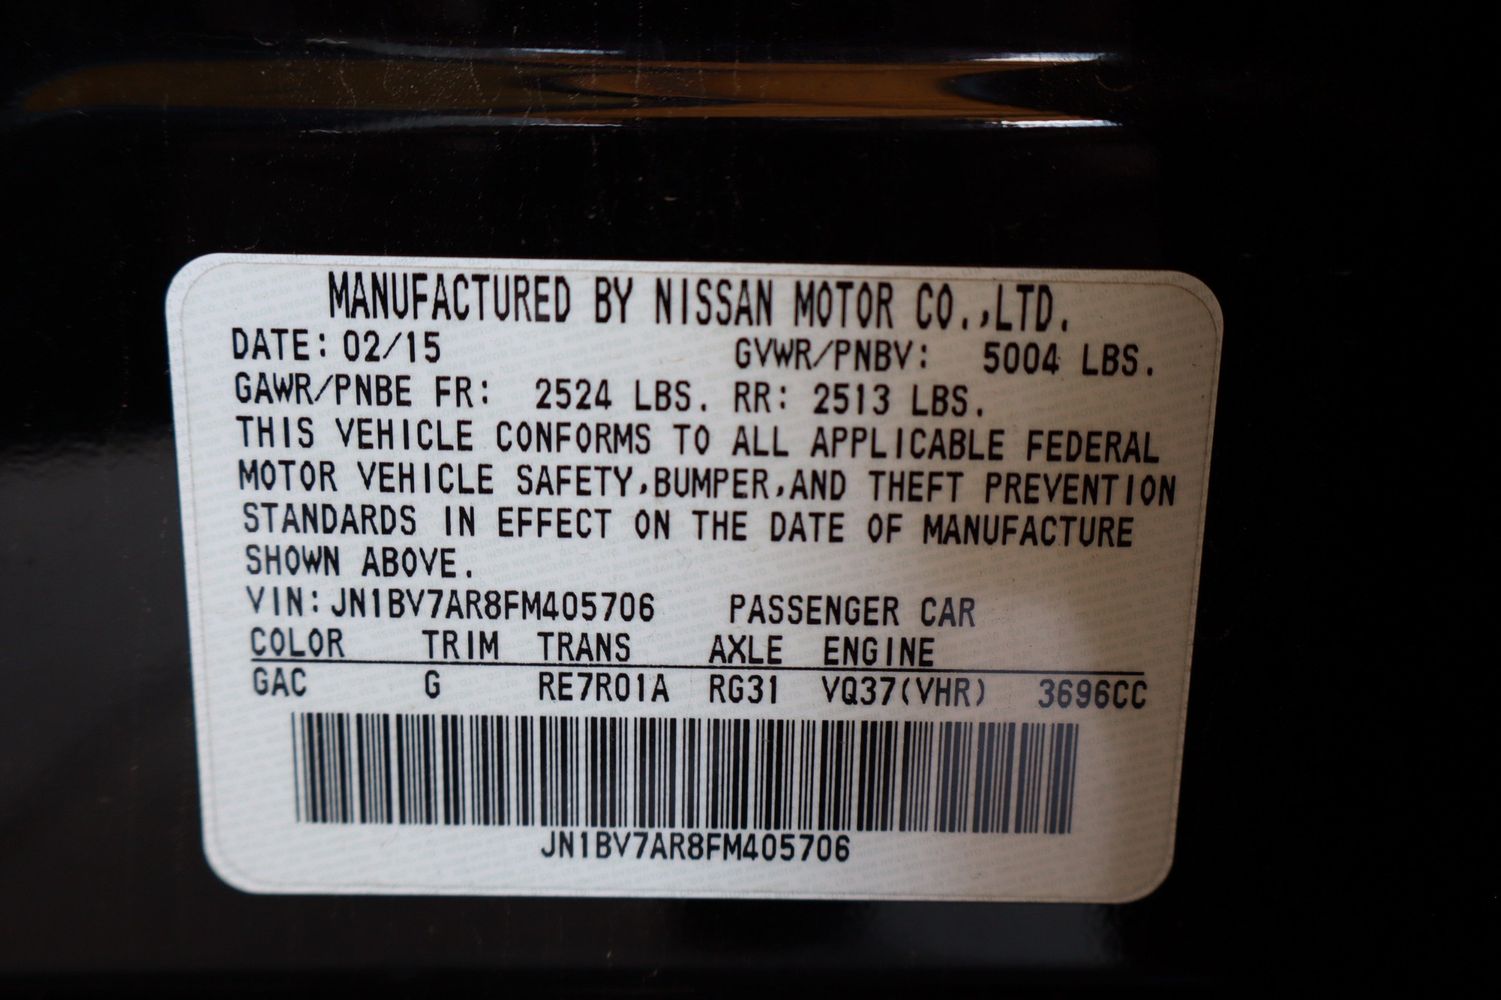 MANUFACTURED BY NISSAN MOTOR CO.,LTD.
DATE: 02/15 GVWR/PNBV: 5004 LBS.
GAWR/PNBE FR: 2524 LBS. RR: 2513 LBS.
THIS VEHICLE CONFORMS TO ALL APPLICABLE FEDERAL
MOTOR VEHICLE SAFETY,BUMPER,AND THEFT PREVENTION
STANDARDS IN EFFECT ON THE DATE OF MANUFACTURE
SHOWN ABOVE.
VIN: JN1BV7AR8FM405706 PASSENGER CAR
COLOR TRIM TRANS AXLE ENGINE
GAC G RE7R01A RG31 VQ37(VHR) 3696CC
JN1BV7AR8FM405706